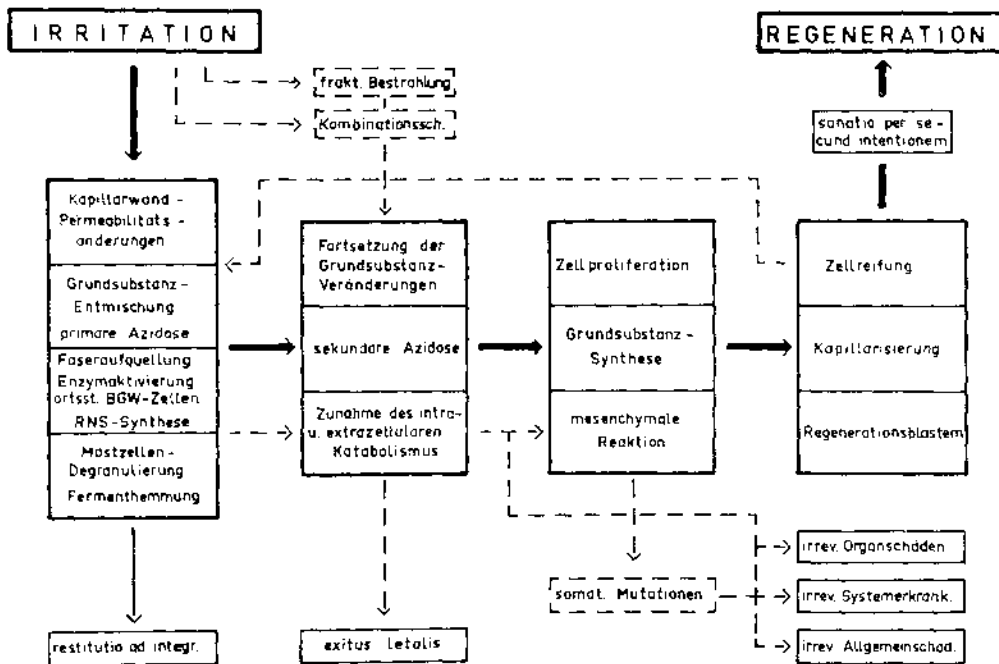 IRRITATION
REGENERATION
frakt. Bestrahlung
Kombinationssch.
sanatio per se-
cund intentionem
Kapillarwand-
Permeabilitäts-
änderungen
Grundsubstanz-
Entmischung
primäre Azidose
Faseraufquellung
Enzymaktivierung
ortsst. BGW-Zellen
RNS-Synthese
Mastzellen-
Degranulierung
Fermenthemmung
Fortsetzung der
Grundsubstanz-
Veränderungen
sekundäre Azidose
Zunahme des intra-
u. extrazellulären
Katabolismus
Zellproliferation
Grundsubstanz-
Synthese
mesenchymale
Reaktion
Zellreifung
Kapillarisierung
Regenerationsblastem
somat. Mutationen
irrev. Organschäden
irrev. Systemerkrank.
irrev. Allgemeinschäd.
restitutio ad integr.
exitus letalis